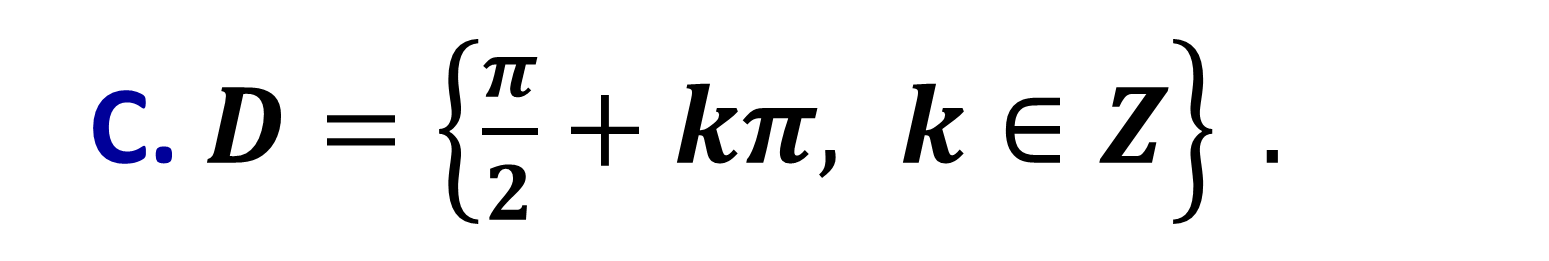 C. D = {π/2 + kπ, k ∈ Z} .